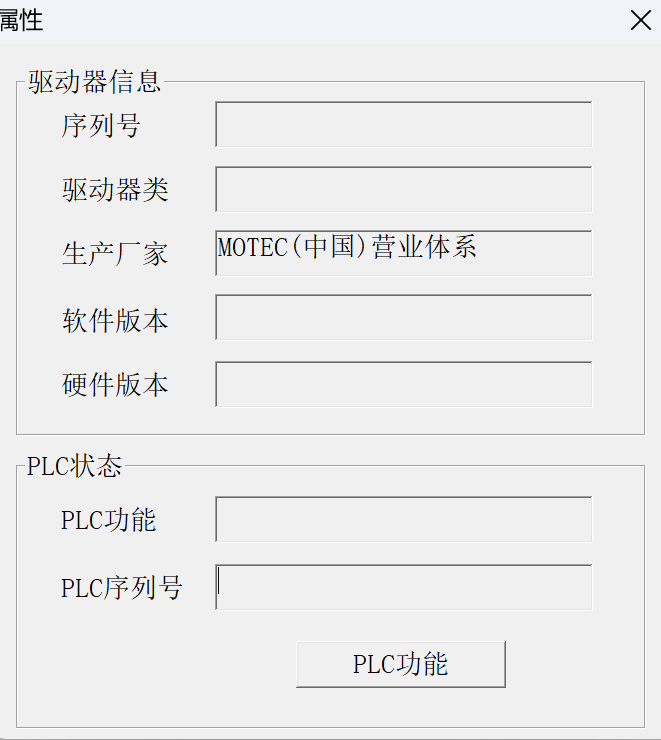 属性
驱动器信息
序列号
驱动器类
生产厂家 MOTEC(中国)营业体系
软件版本
硬件版本
PLC状态
PLC功能
PLC序列号
PLC功能